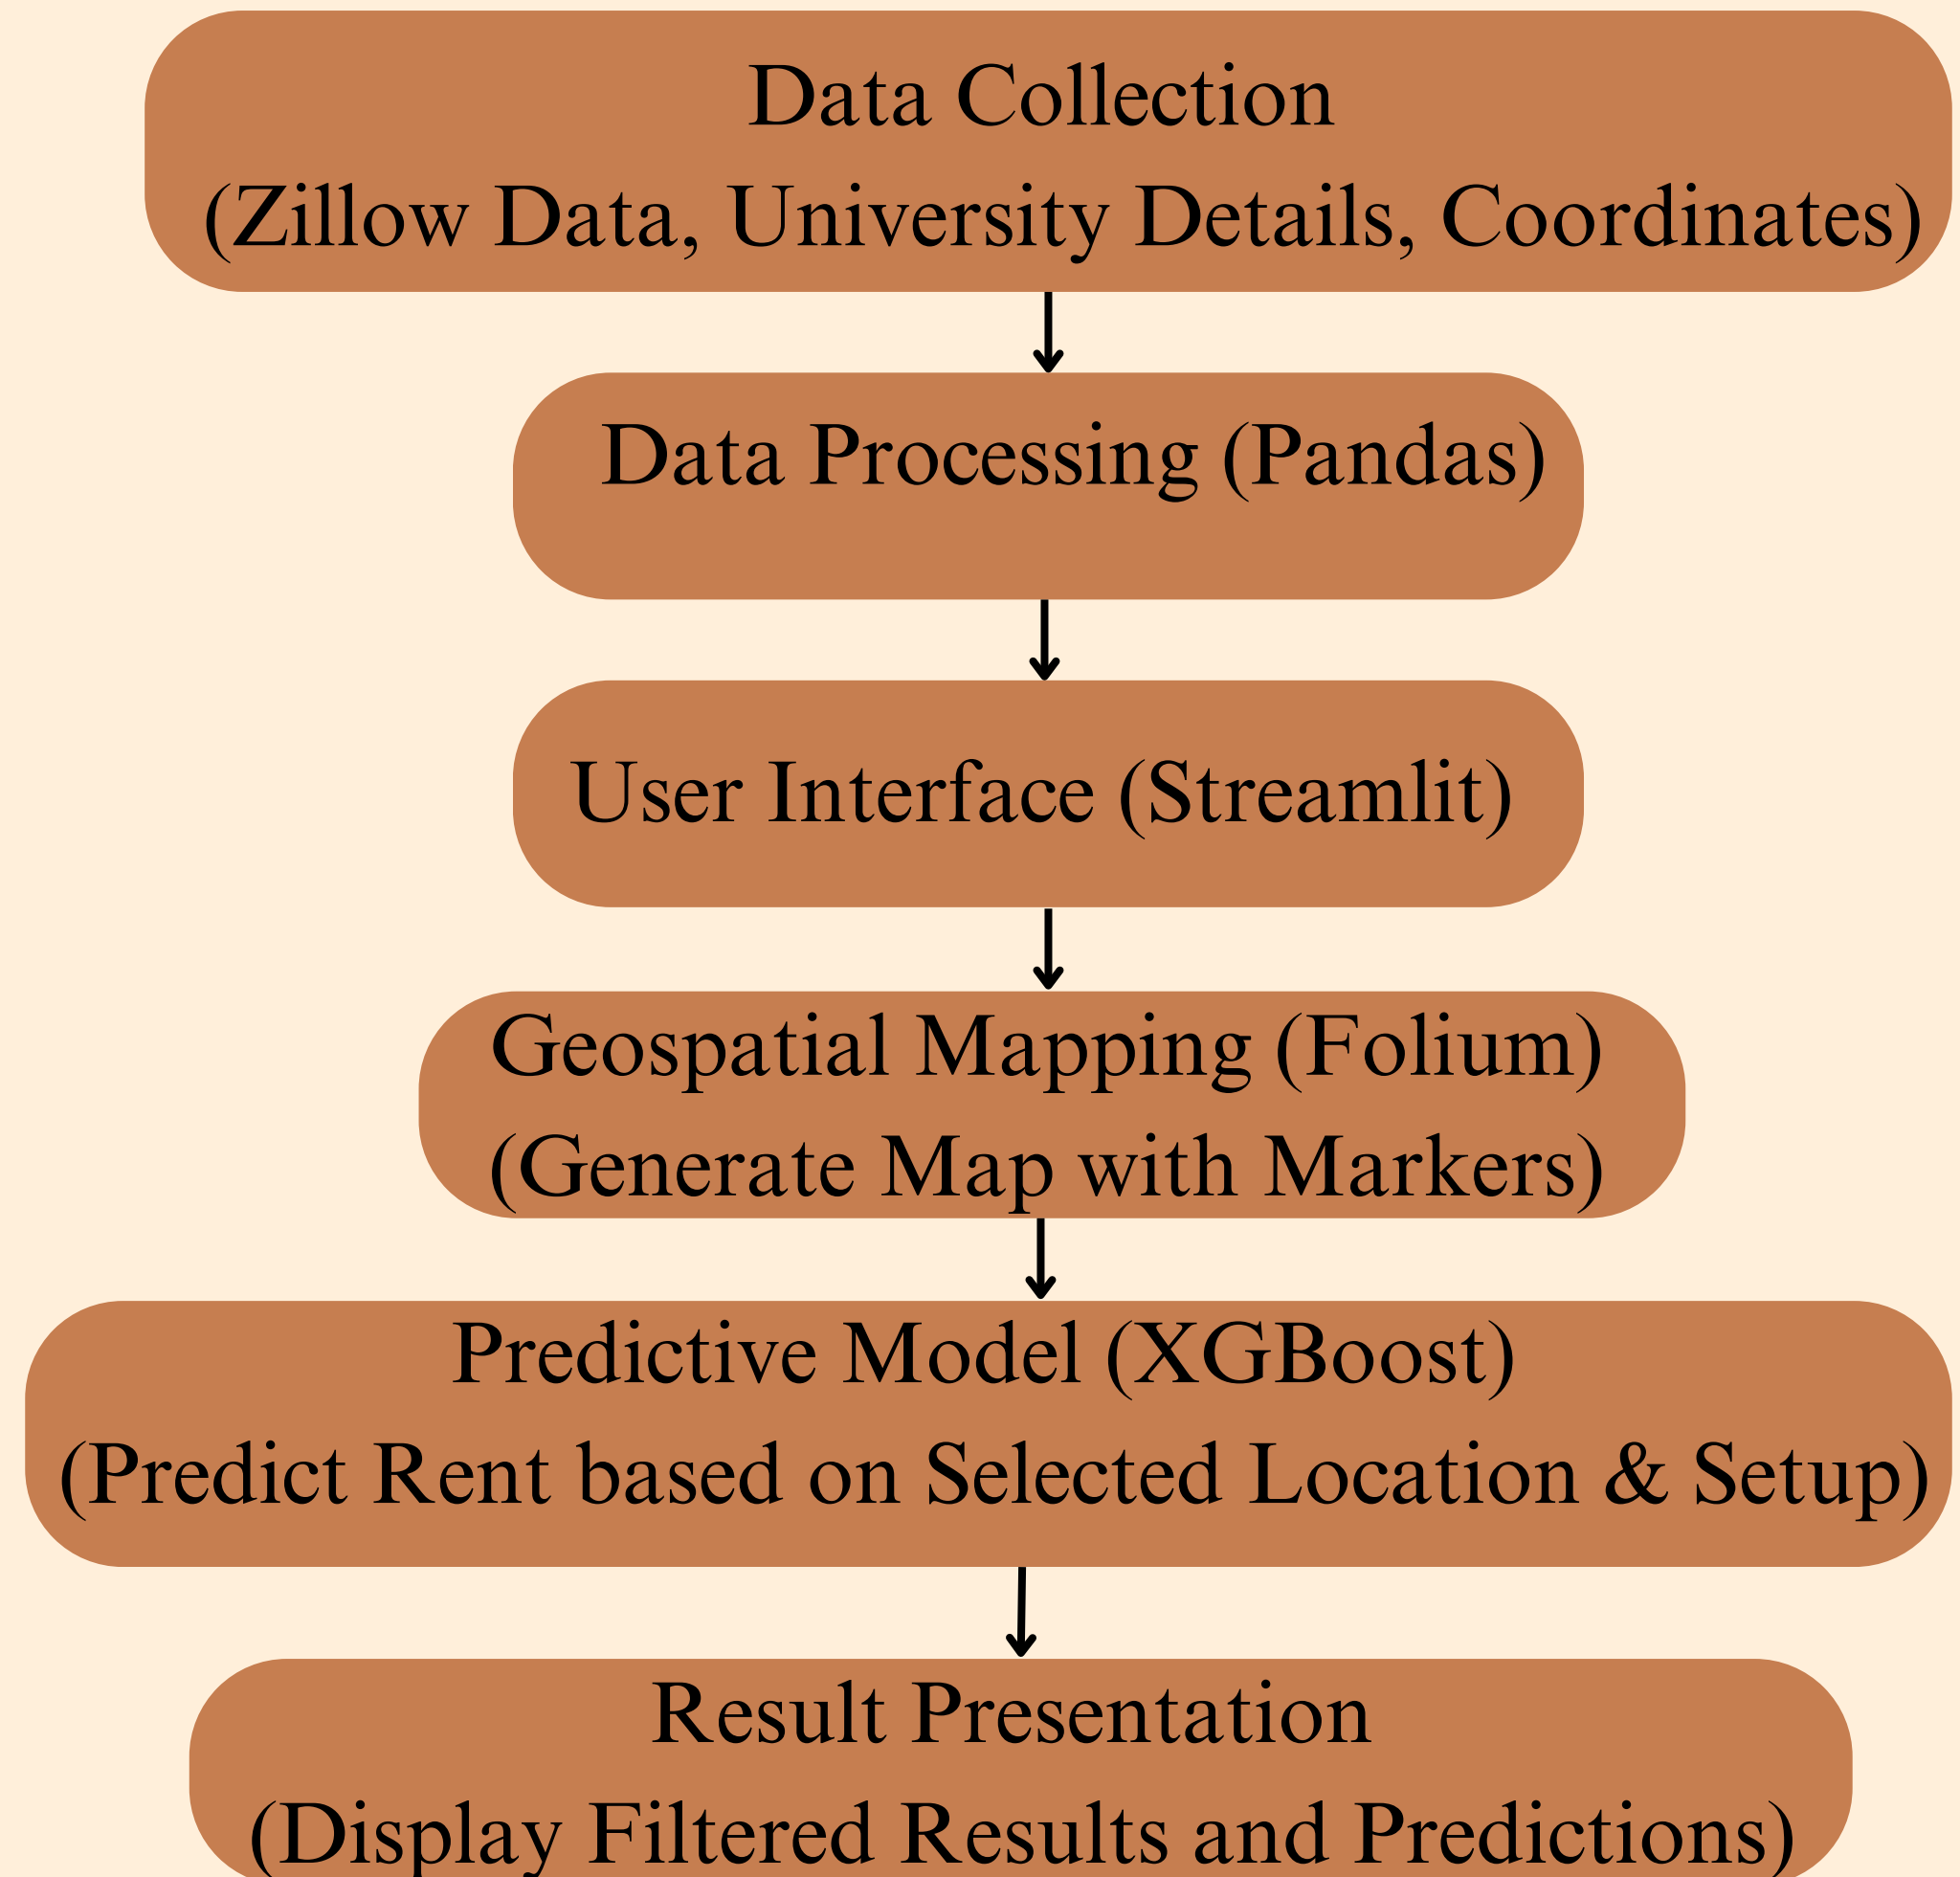 Data Collection
(Zillow Data, University Details, Coordinates)
Data Processing (Pandas)
User Interface (Streamlit)
Geospatial Mapping (Folium)
(Generate Map with Markers)
Predictive Model (XGBoost)
(Predict Rent based on Selected Location & Setup)
Result Presentation
(Display Filtered Results and Predictions)